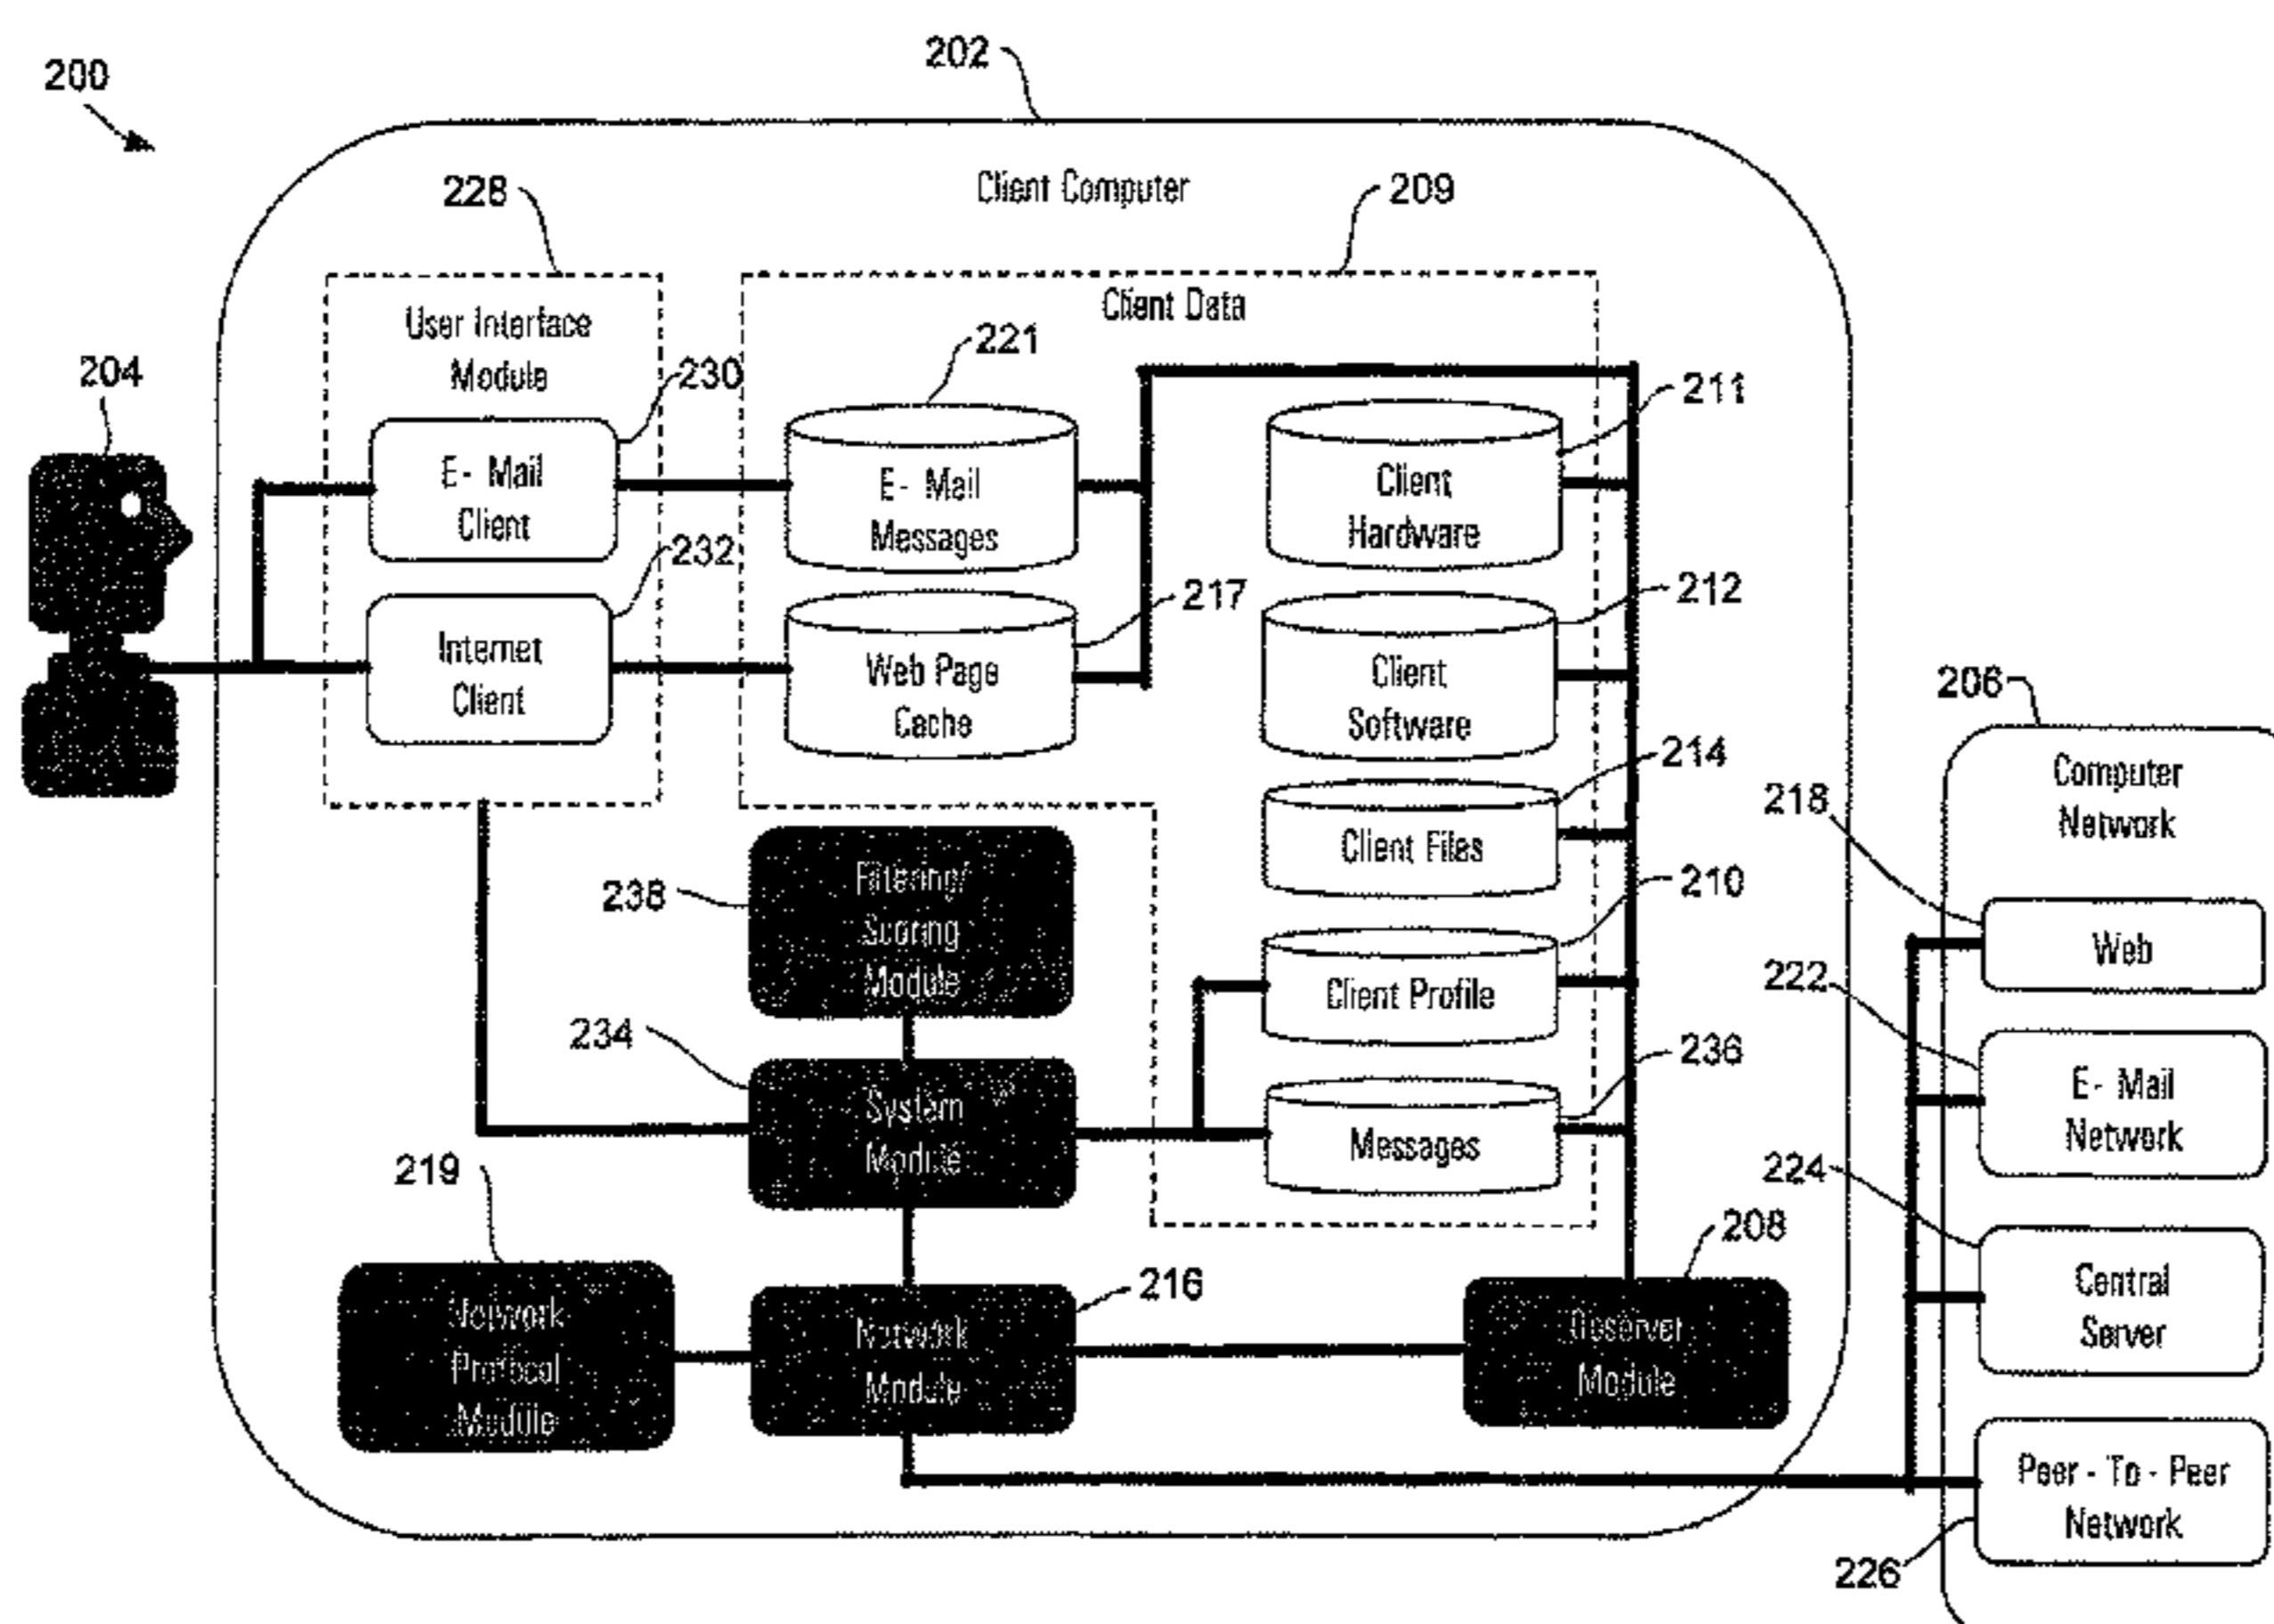 200
202
Client Computer
228
209
User Interface
Module
Client Data
204
230
221
211
E- Mail
Client
E- Mail
Messages
Client
Hardware
232
217
212
Internet
Client
Web Page
Cache
Client
Software
206
Computer
Network
214
218
Client Files
238
Filtering/
Scoring
Module
210
Web
Client Profile
222
234
236
System
Module
E- Mail
Network
Messages
219
224
208
216
Central
Server
Network
Protocol
Module
Network
Module
Observer
Module
Peer - To - Peer
Network
226